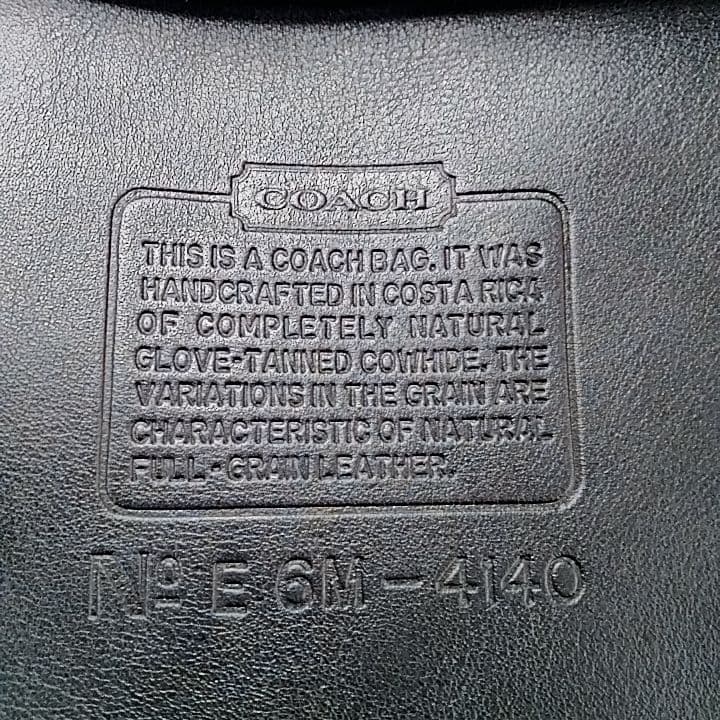 COACH
THIS IS A COACH BAG. IT WAS
HANDCRAFTED IN COSTA RICA
OF COMPLETELY NATURAL
GLOVE-TANNED COWHIDE. THE
VARIATIONS IN THE GRAIN ARE
CHARACTERISTIC OF NATURAL
FULL-GRAIN LEATHER.
Nº E 6M-4140